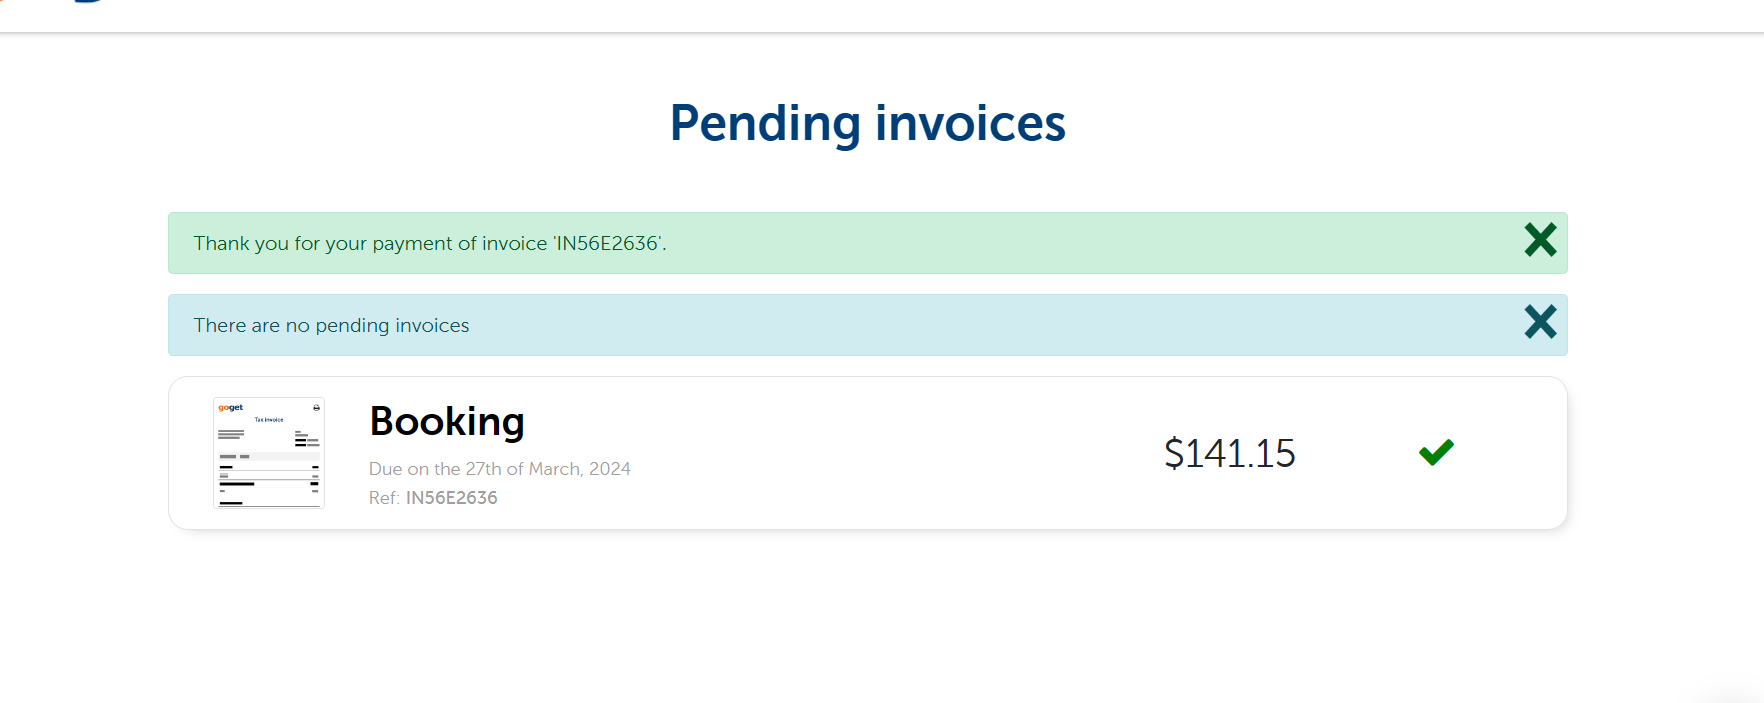 Pending invoices
Thank you for your payment of invoice 'IN56E2636'.
There are no pending invoices
goget
Tax invoice
Booking
Due on the 27th of March, 2024
Ref: IN56E2636
$141.15